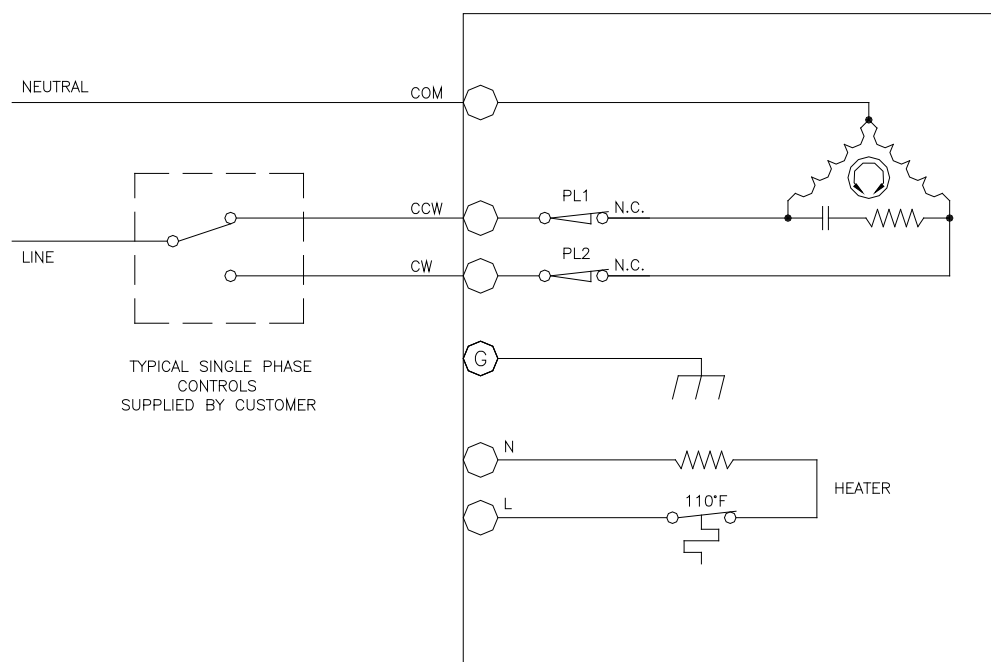 NEUTRAL
COM
PL1
CCW
N.C.
LINE
PL2
CW
N.C.
G
TYPICAL SINGLE PHASE
CONTROLS
SUPPLIED BY CUSTOMER
N
HEATER
L
110°F